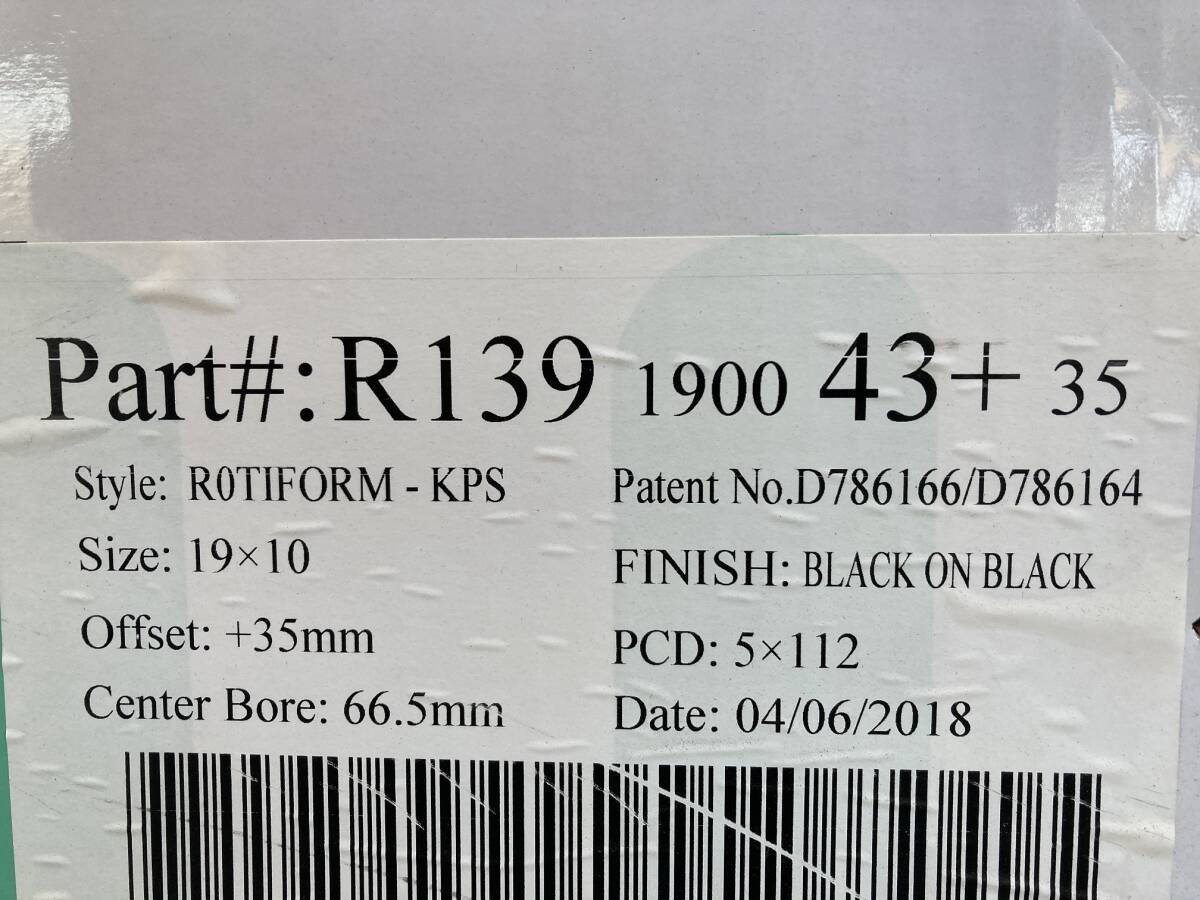 Part#: R139 1900 43+ 35
Style: R0TIFORM - KPS Patent No.D786166/D786164
Size: 19×10 FINISH: BLACK ON BLACK
Offset: +35mm PCD: 5×112
Center Bore: 66.5mm Date: 04/06/2018